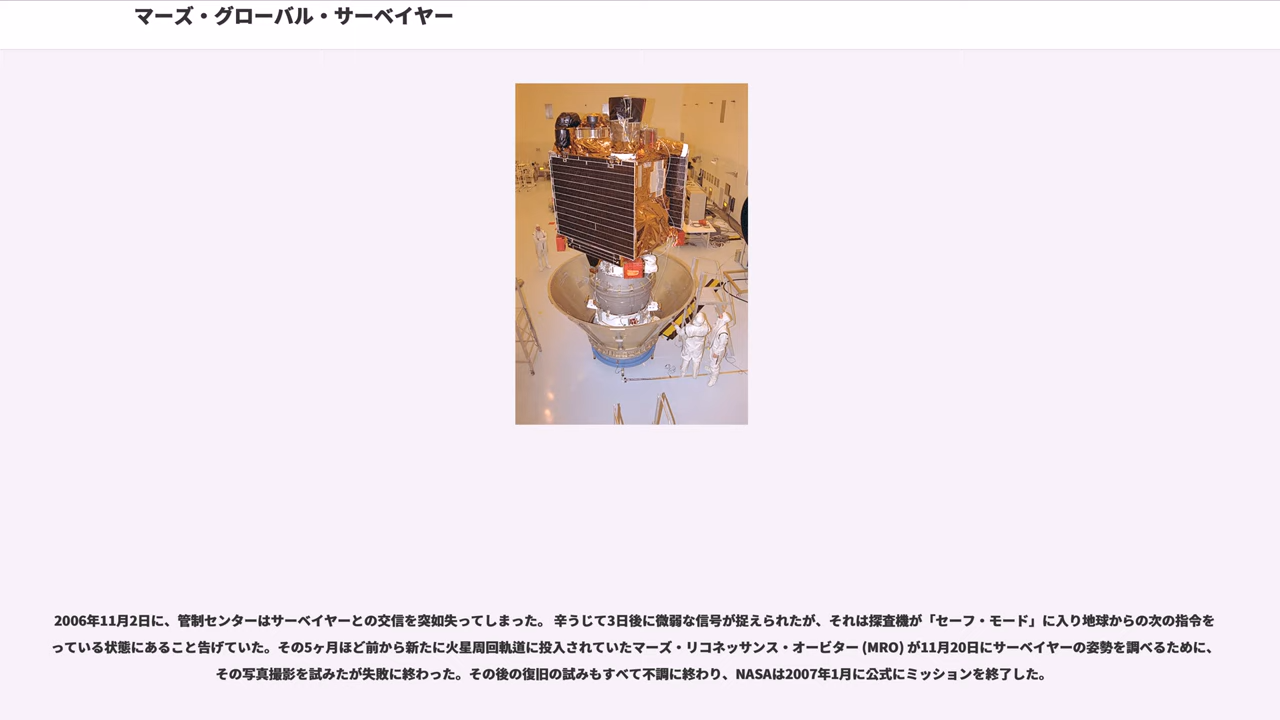 マーズ・グローバル・サーベイヤー
2006年11月2日に、管制センターはサーベイヤーとの交信を突如失ってしまった。 辛うじて3日後に微弱な信号が捉えられたが、それは探査機が「セーフ・モード」に入り地球からの次の指令を
っている状態にあること告げていた。その5ヶ月ほど前から新たに火星周回軌道に投入されていたマーズ・リコネッサンス・オービター (MRO) が11月20日にサーベイヤーの姿勢を調べるために、
その写真撮影を試みたが失敗に終わった。その後の復旧の試みもすべて不調に終わり、NASAは2007年1月に公式にミッションを終了した。